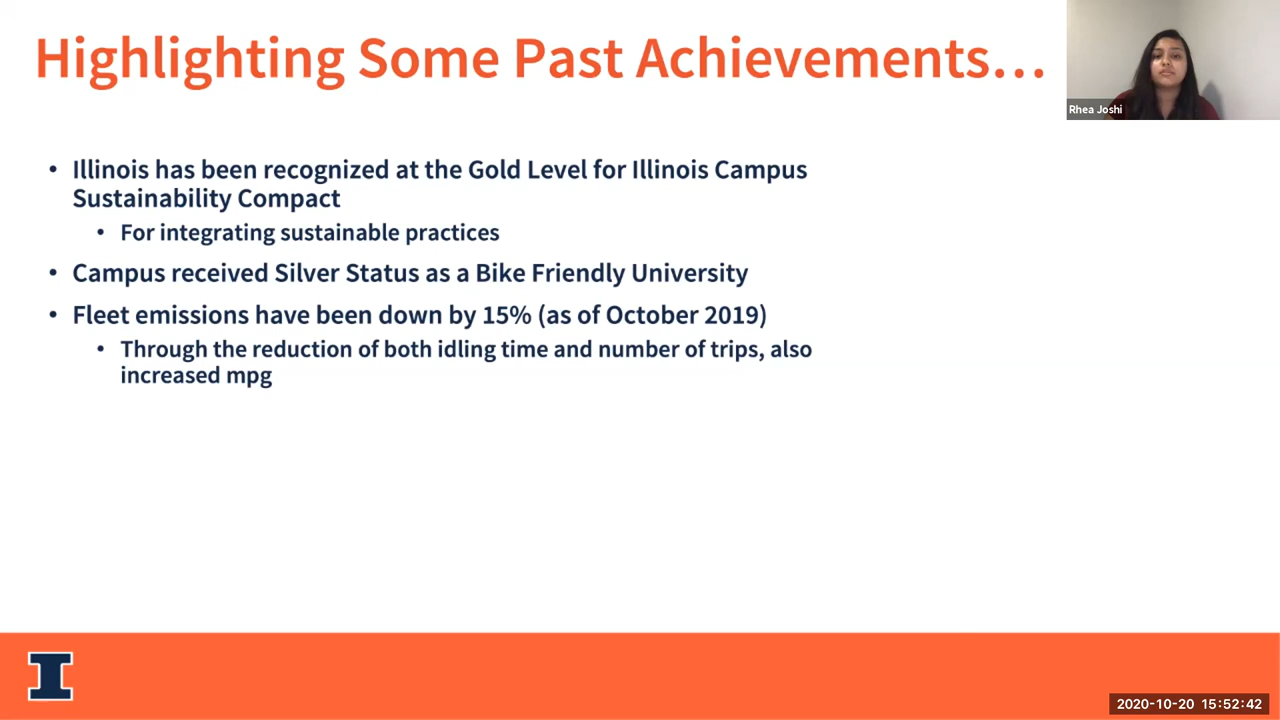 Highlighting Some Past Achievements...
Rhea Joshi
• Illinois has been recognized at the Gold Level for Illinois Campus
Sustainability Compact
• For integrating sustainable practices
• Campus received Silver Status as a Bike Friendly University
• Fleet emissions have been down by 15% (as of October 2019)
• Through the reduction of both idling time and number of trips, also
increased mpg
I
2020-10-20 15:52:42